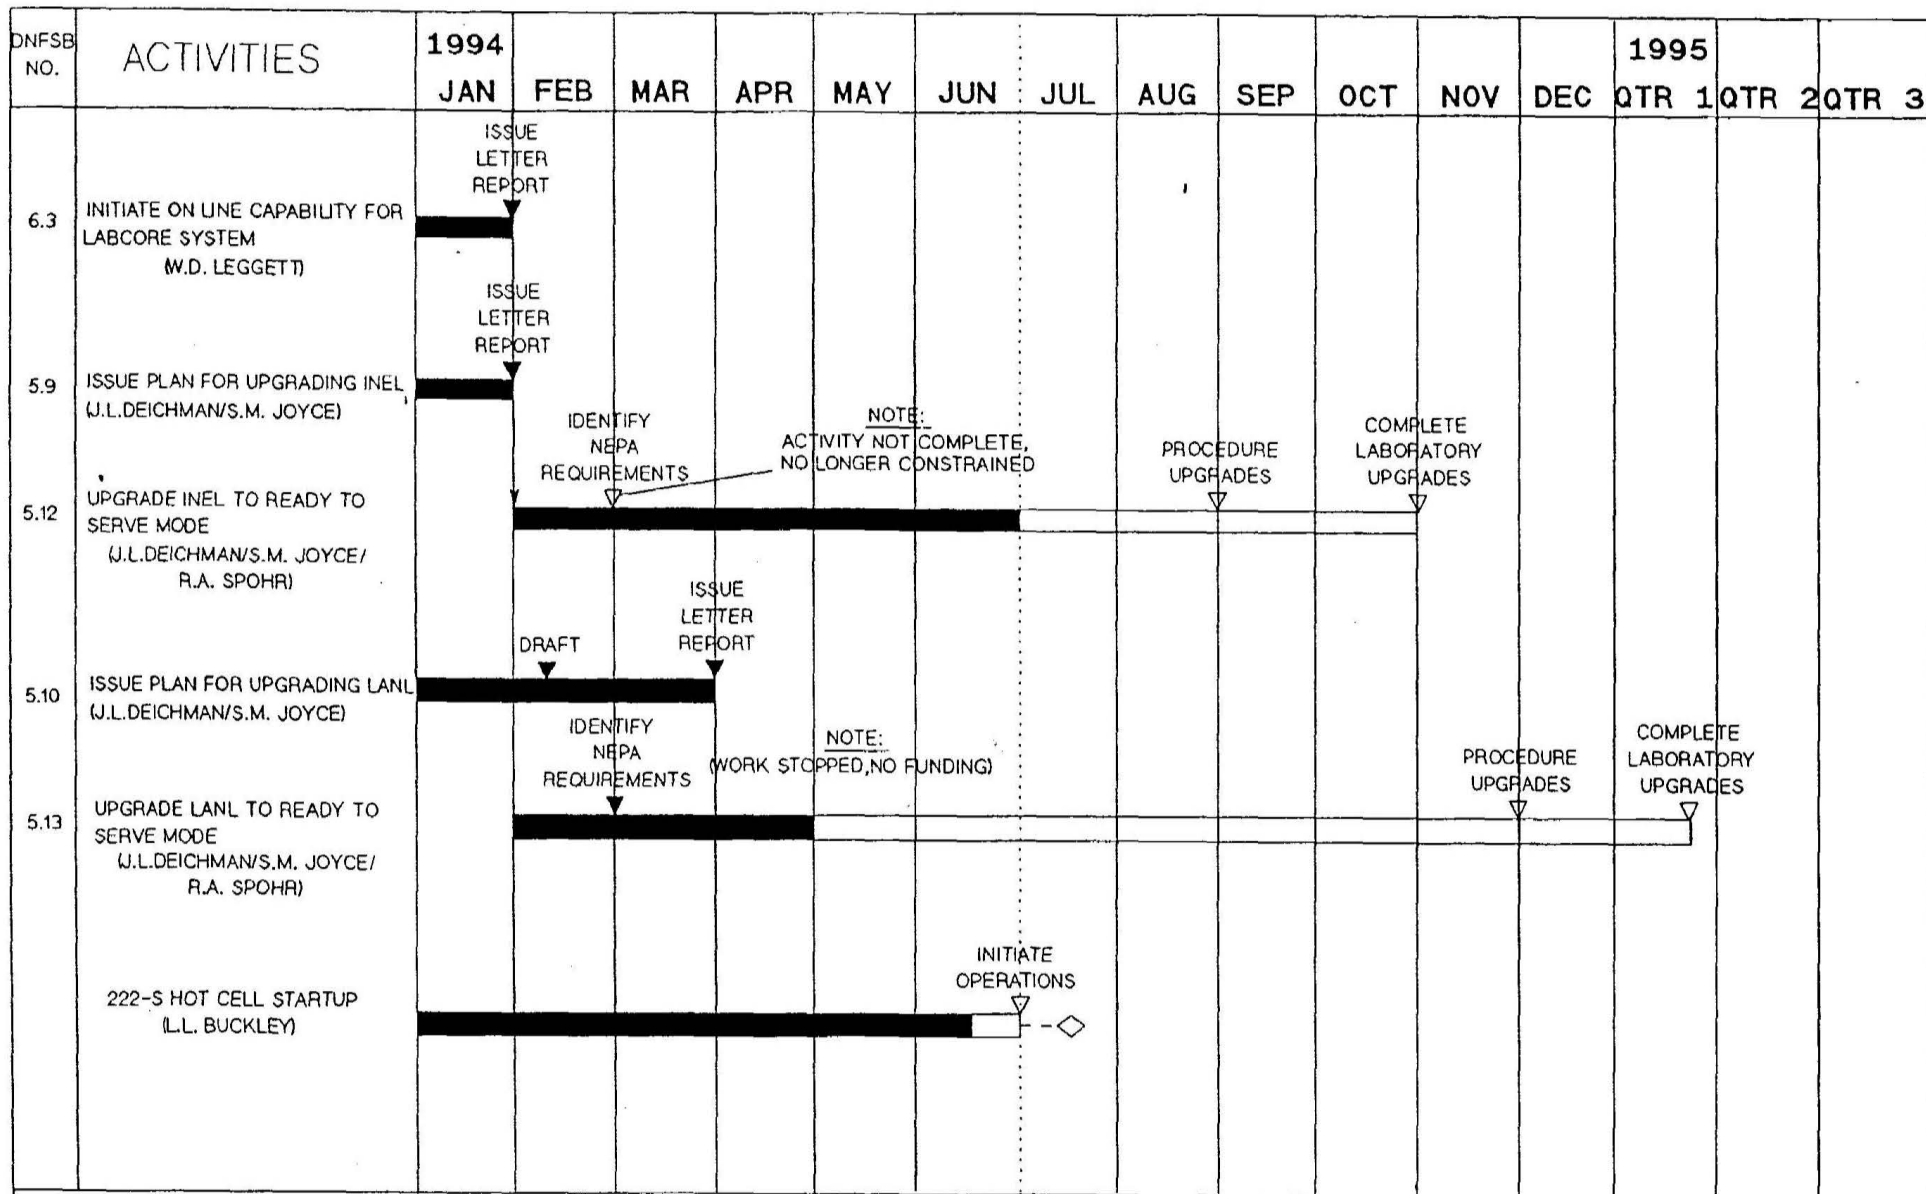 DNFSB
NO.
ACTIVITIES
1994
1995
JAN FEB MAR APR MAY JUN JUL AUG SEP OCT NOV DEC QTR 1 QTR 2 QTR 3
ISSUE
LETTER
REPORT
6.3
INITIATE ON LINE CAPABILITY FOR
LABCORE SYSTEM
(W.D. LEGGETT)
ISSUE
LETTER
REPORT
5.9
ISSUE PLAN FOR UPGRADING INEL
(J.L.DEICHMAN/S.M. JOYCE)
IDENTIFY
NEPA
REQUIREMENTS
NOTE:
ACTIVITY NOT COMPLETE,
NO LONGER CONSTRAINED
PROCEDURE
UPGRADES
COMPLETE
LABORATORY
UPGRADES
5.12
UPGRADE INEL TO READY TO
SERVE MODE
(J.L.DEICHMAN/S.M. JOYCE/
R.A. SPOHR)
DRAFT
ISSUE
LETTER
REPORT
5.10
ISSUE PLAN FOR UPGRADING LANL
(J.L.DEICHMAN/S.M. JOYCE)
IDENTIFY
NEPA
REQUIREMENTS
NOTE:
(WORK STOPPED,NO FUNDING)
PROCEDURE
UPGRADES
COMPLETE
LABORATORY
UPGRADES
5.13
UPGRADE LANL TO READY TO
SERVE MODE
(J.L.DEICHMAN/S.M. JOYCE/
R.A. SPOHR)
INITIATE
OPERATIONS
222-S HOT CELL STARTUP
(L.L. BUCKLEY)